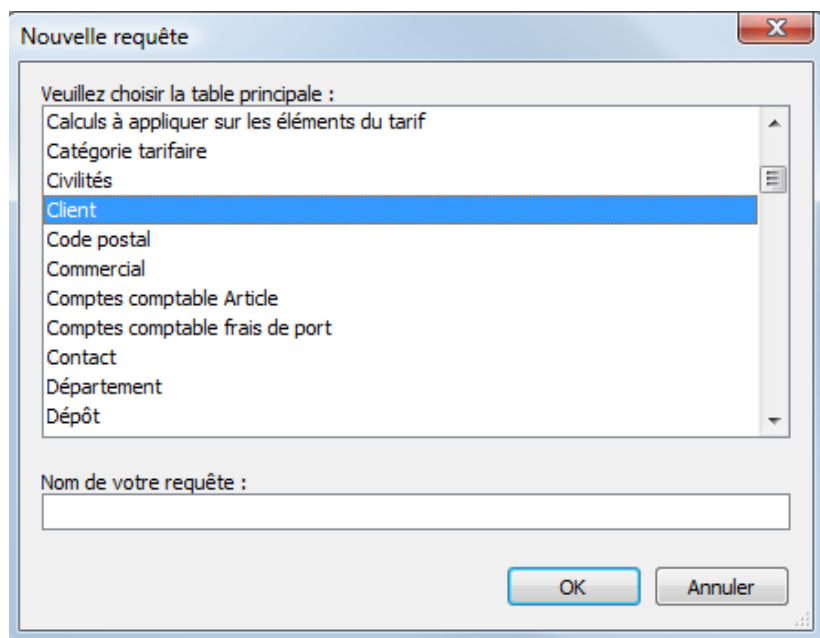 Nouvelle requête
Veuillez choisir la table principale :
Calculs à appliquer sur les éléments du tarif
Catégorie tarifaire
Civilités
Client
Code postal
Commercial
Comptes comptable Article
Comptes comptable frais de port
Contact
Département
Dépôt
Nom de votre requête :
OK
Annuler